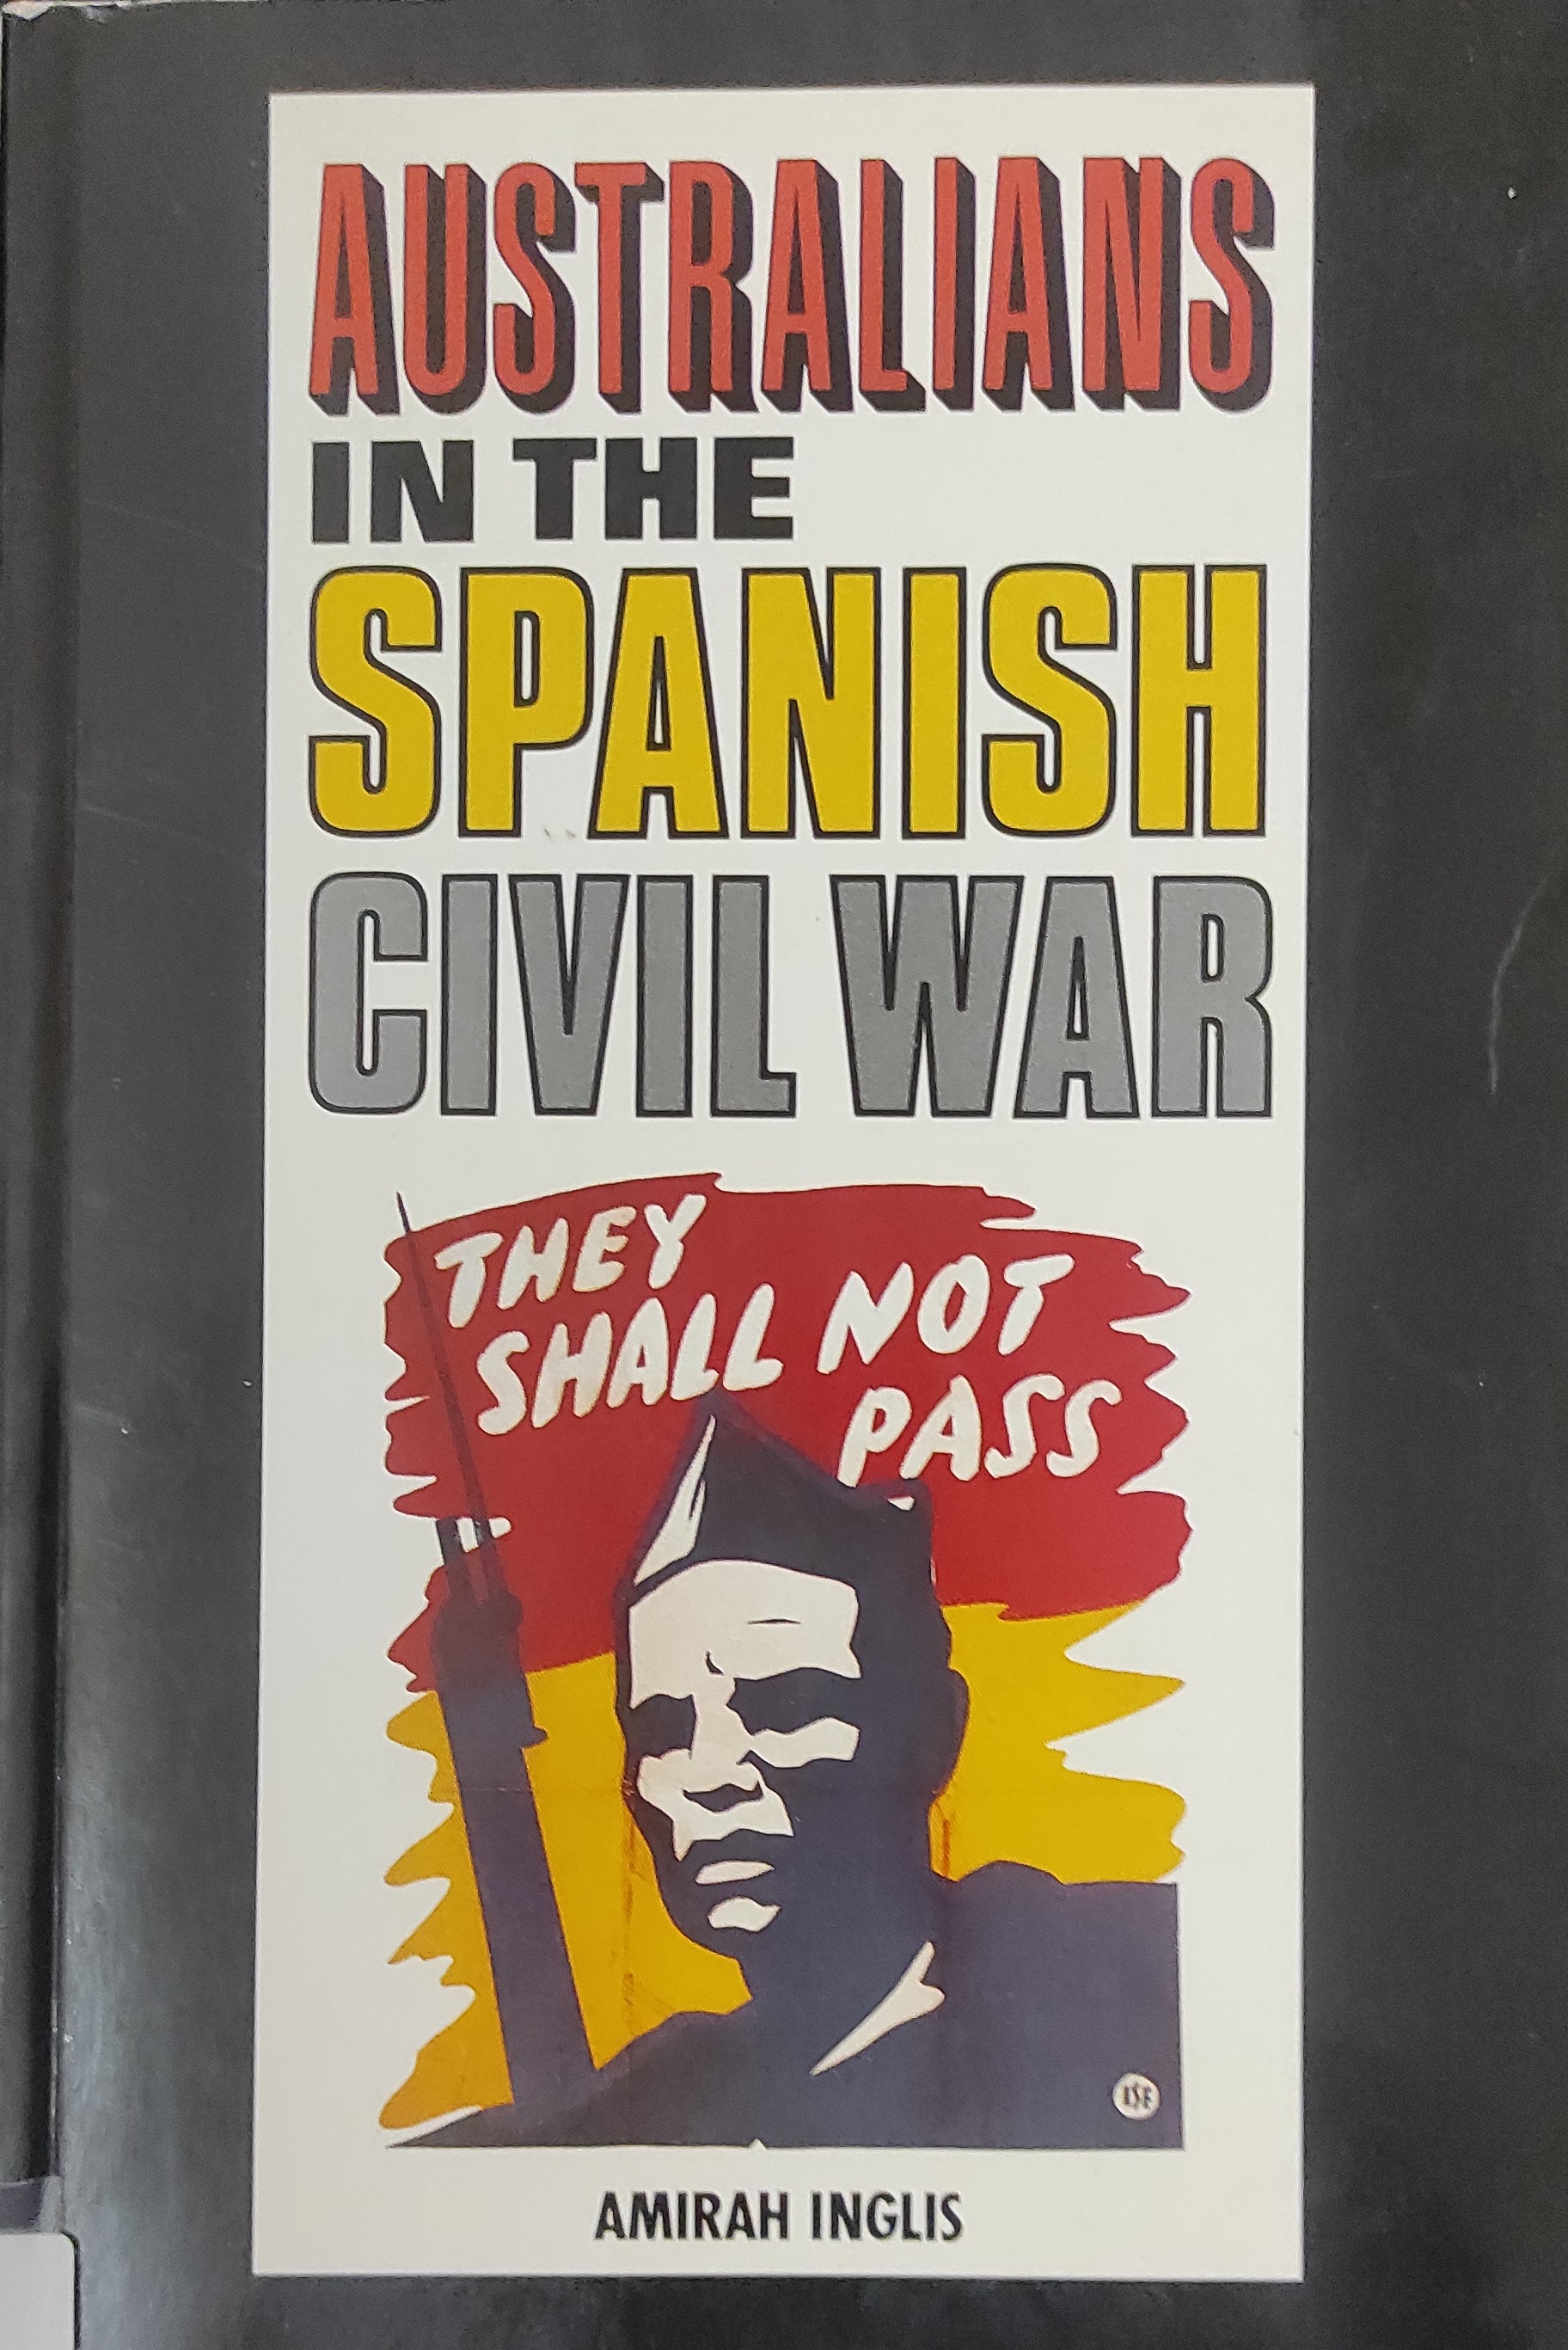 AUSTRALIANS
IN THE
SPANISH
CIVIL WAR
THEY
SHALL NOT
PASS
AMIRAH INGLIS